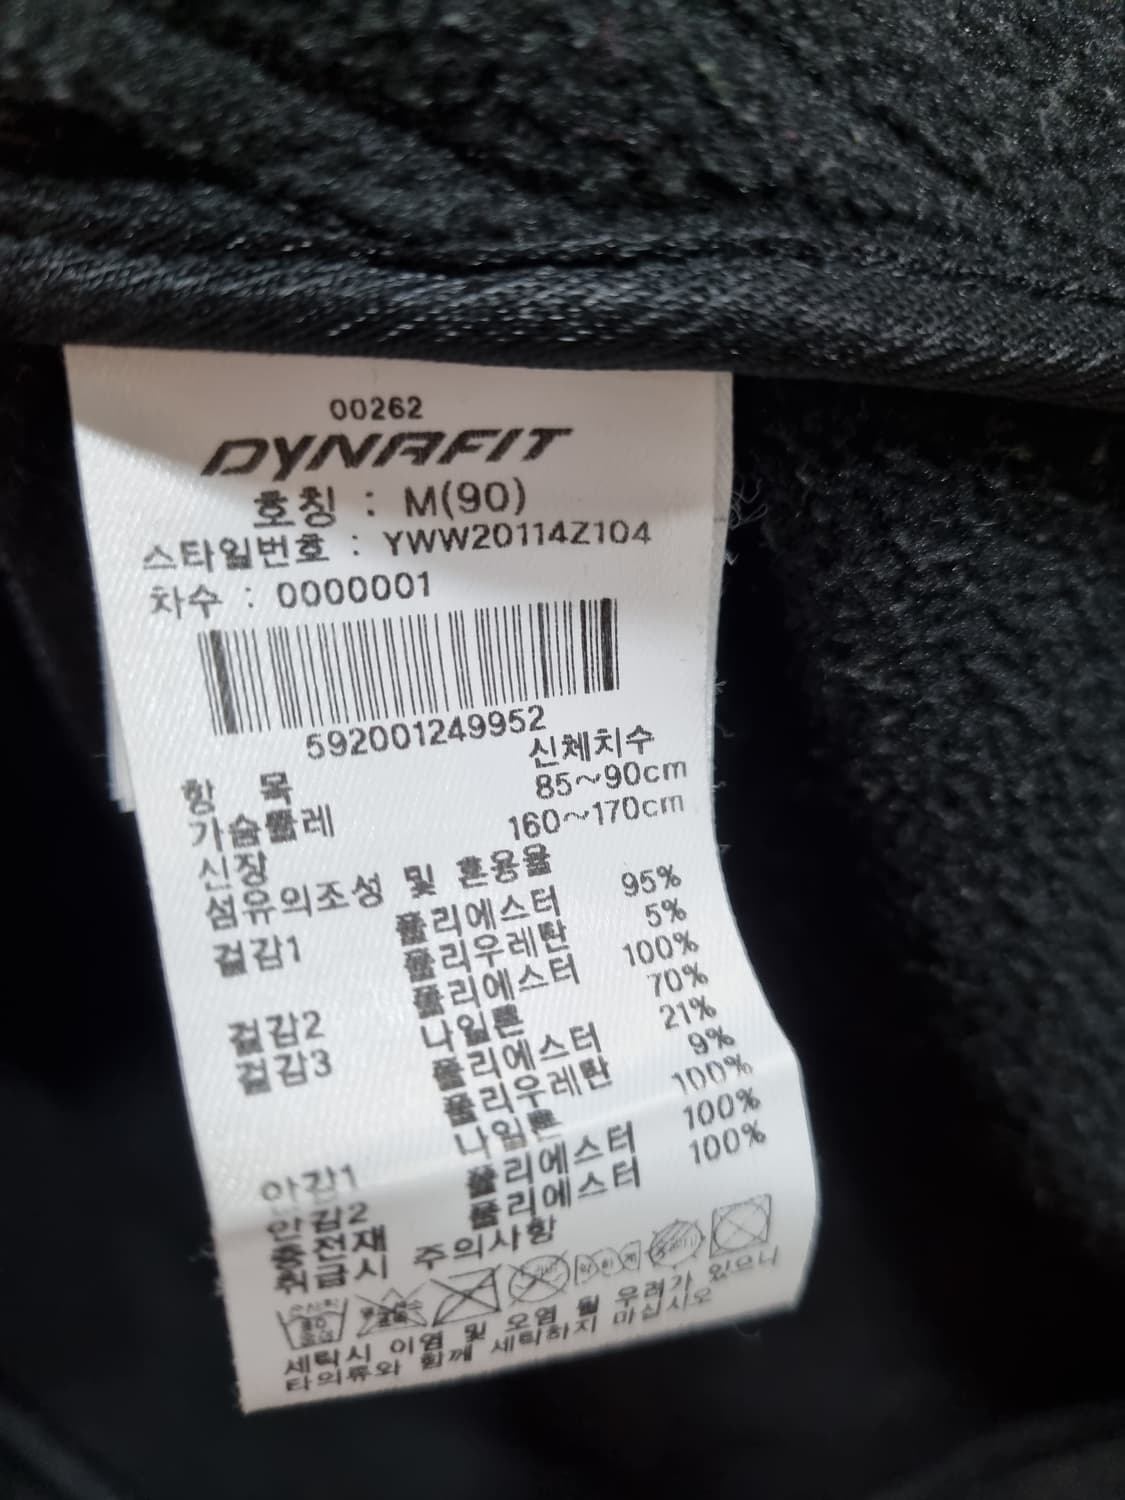 00262
DYNAFIT
호칭 : M(90)
스타일번호 : YWW20114Z104
차수 : 0000001
592001249952
항 목 신체치수
가슴둘레 85~90cm
신장 160~170cm
섬유의조성 및 혼용율
겉감1 폴리에스터 95%
폴리우레탄 5%
겉감2 폴리에스터 100%
겉감3 나일론 70%
폴리에스터 21%
폴리우레탄 9%
안감1 나일론 100%
안감2 폴리에스터 100%
충전재 폴리에스터 100%
취급시 주의사항
세탁시 이염 및 오염 될 우려가 있으니
타의류와 함께 세탁하지 마십시오